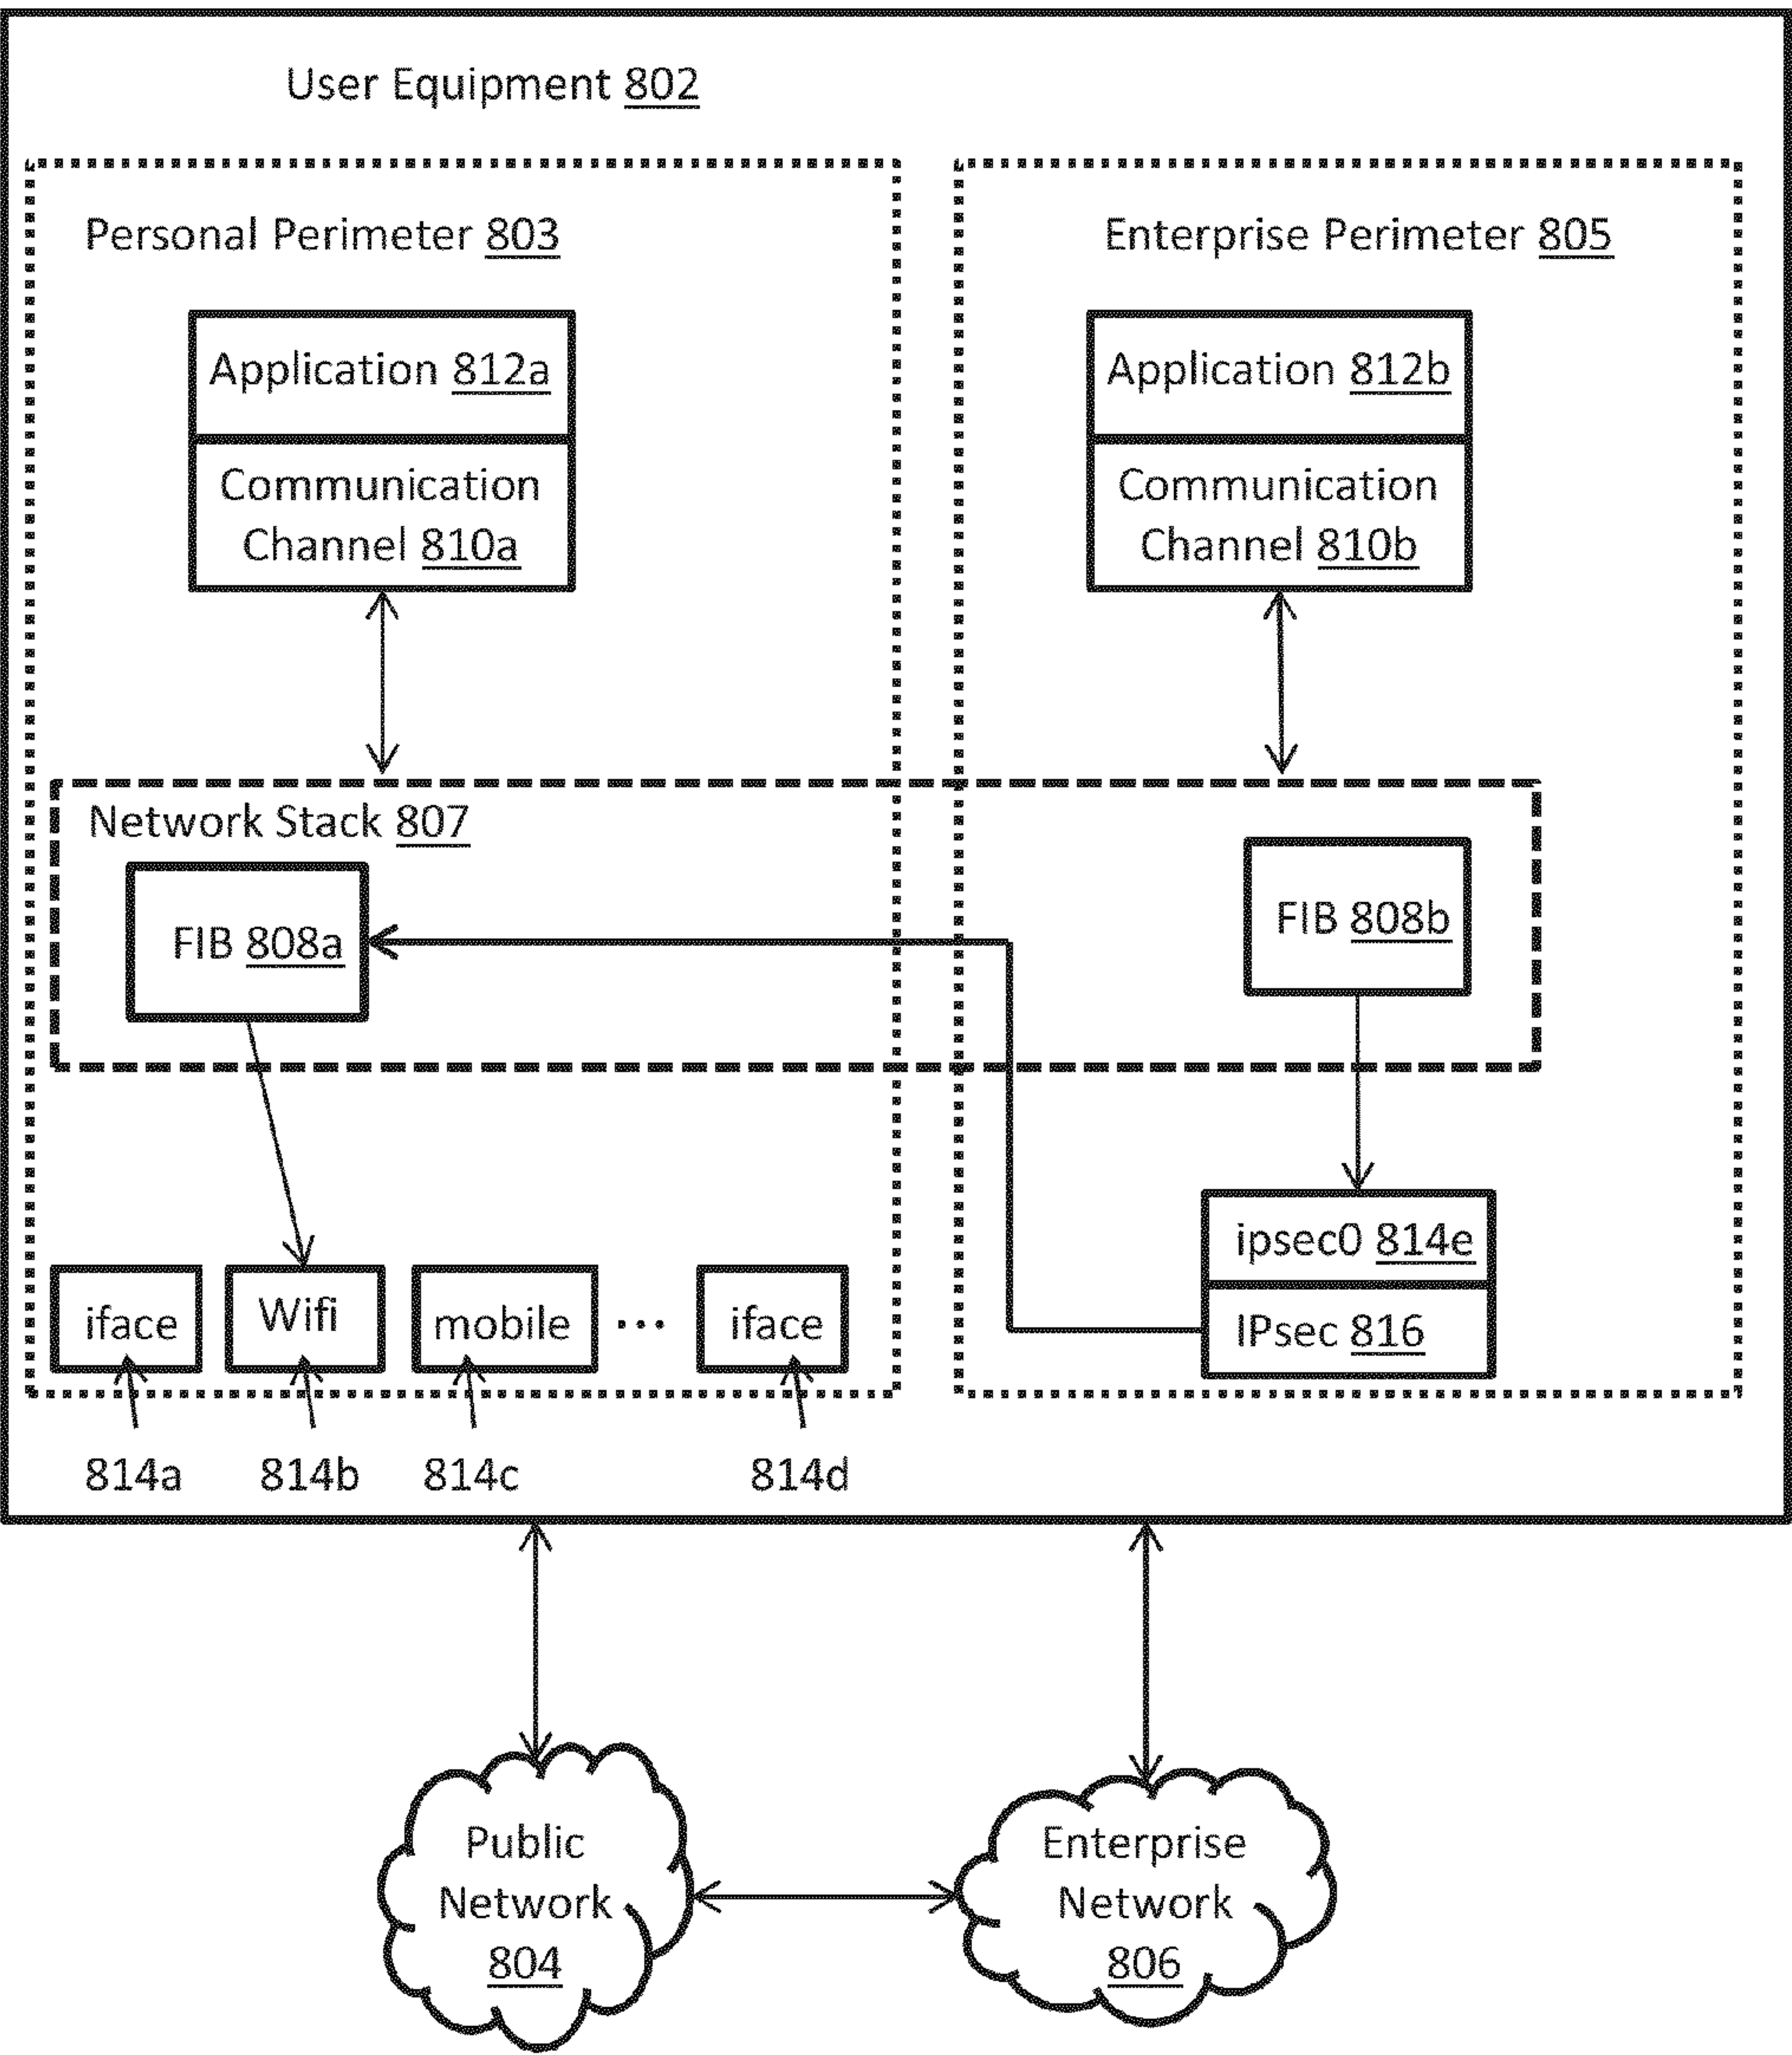 User Equipment 802
Personal Perimeter 803
Enterprise Perimeter 805
Application 812a
Communication
Channel 810a
Application 812b
Communication
Channel 810b
Network Stack 807
FIB 808a
FIB 808b
ipsec0 814e
IPsec 816
iface
Wifi
mobile
...
iface
814a
814b
814c
814d
Public
Network
804
Enterprise
Network
806